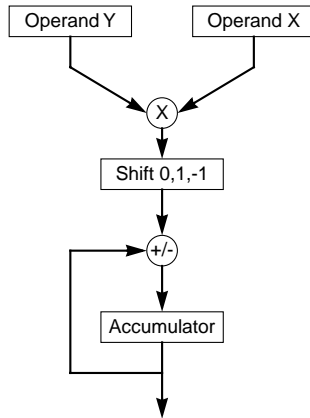 Operand Y
Operand X
X
Shift 0,1,-1
+/-
Accumulator